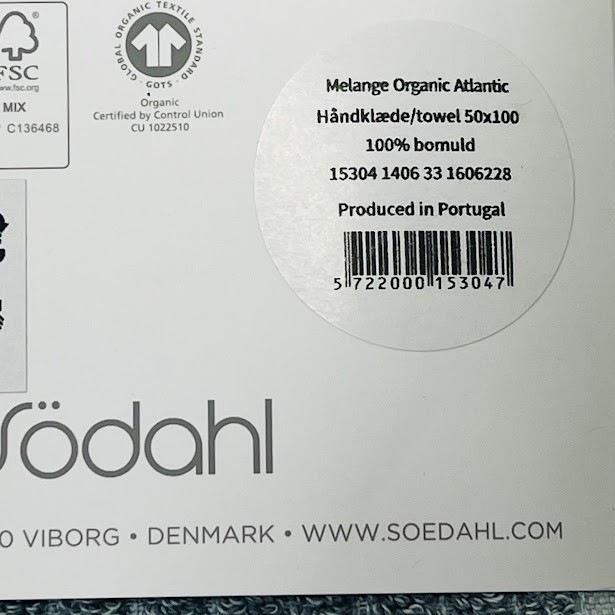 FSC
www.fsc.org
MIX
C136468
GLOBAL ORGANIC TEXTILE STANDARD
· GOTS ·
Organic
Certified by Control Union
CU 1022510
Melange Organic Atlantic
Håndklæde/towel 50x100
100% bomuld
15304 1406 33 1606228
Produced in Portugal
5 722000 153047
Södahl
0 VIBORG • DENMARK • WWW.SOEDAHL.COM